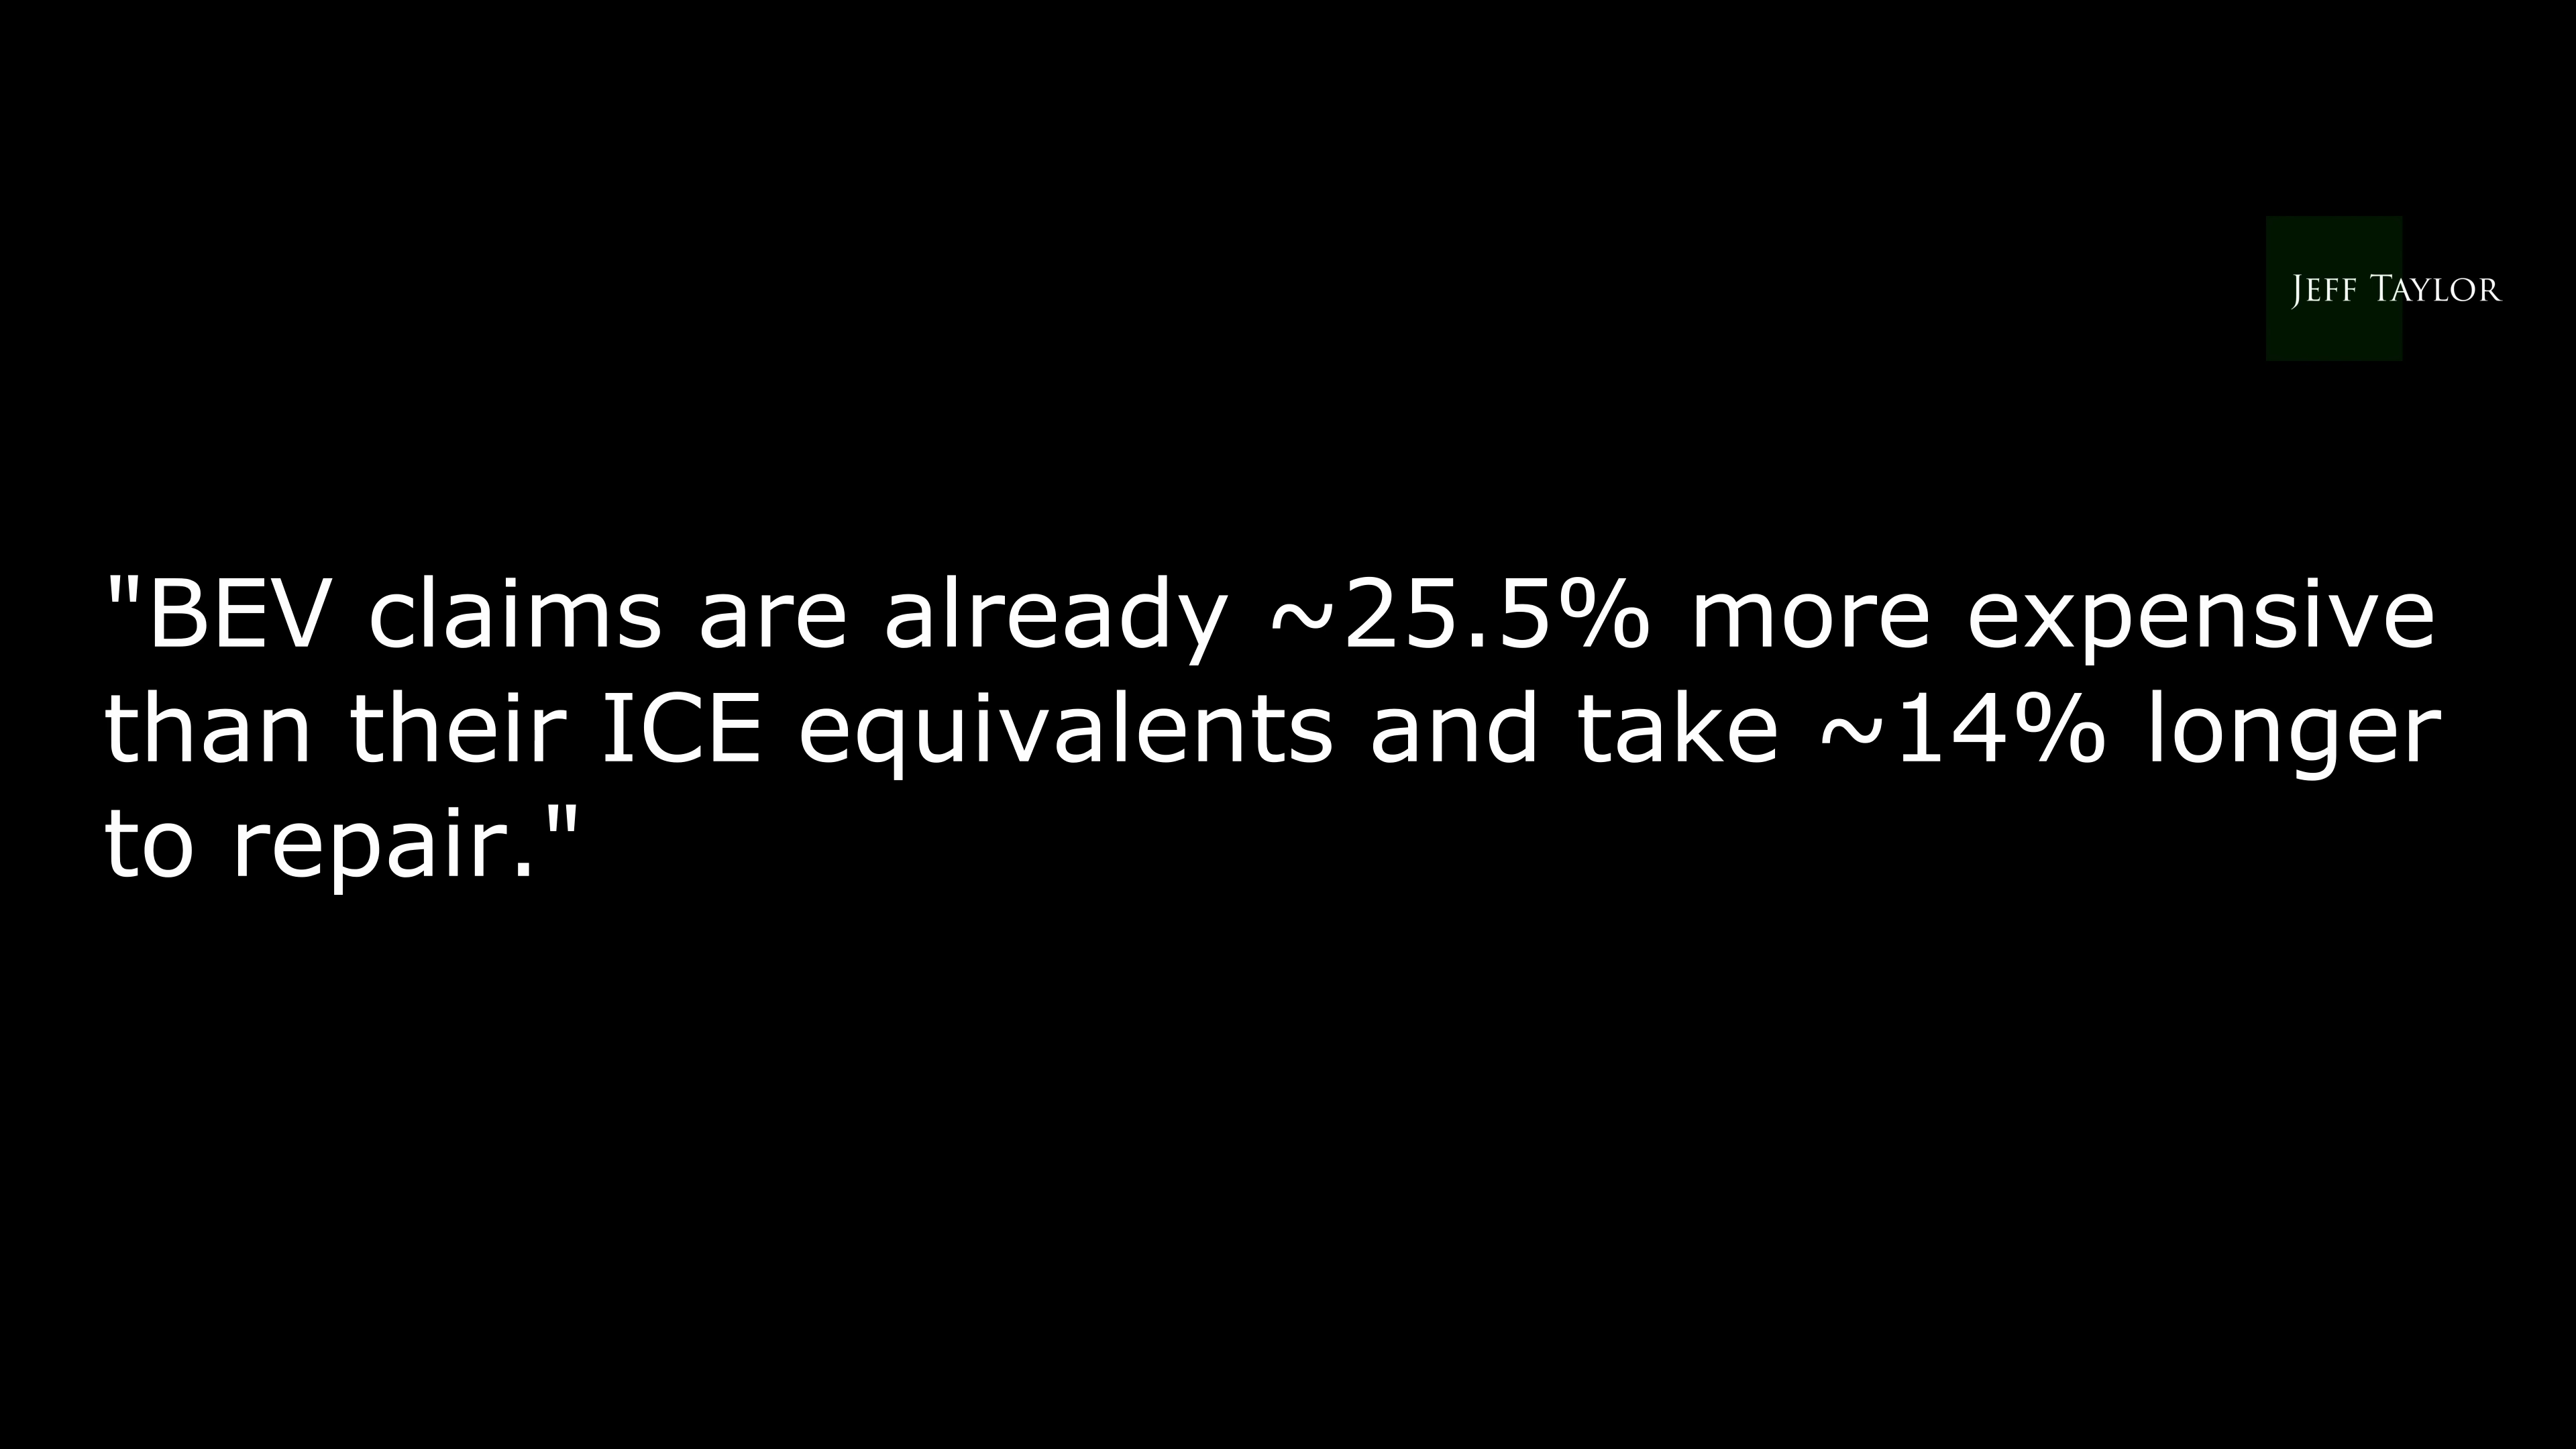 JEFF TAYLOR
"BEV claims are already ~25.5% more expensive
than their ICE equivalents and take ~14% longer
to repair."